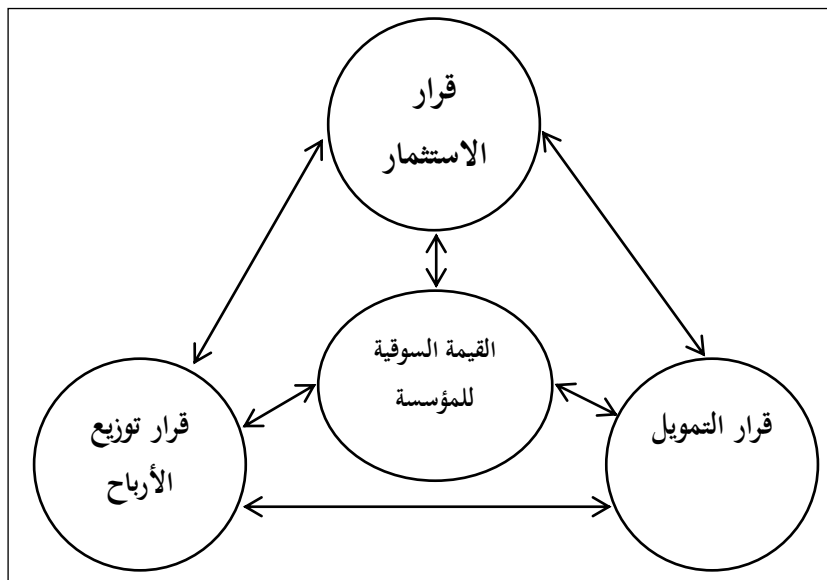 قرار
الاستثمار
القيمة السوقية
للمؤسسة
قرار التمويل
قرار توزيع
الأرباح